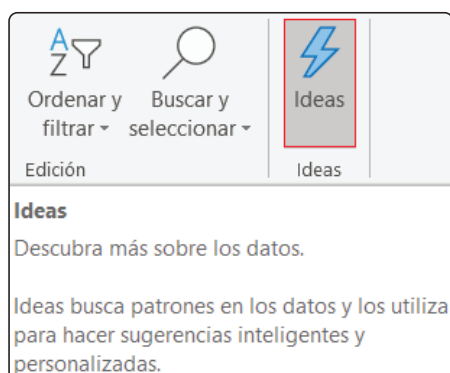 A
Z
Ordenar y
filtrar
Buscar y
seleccionar
Ideas
Edición
Ideas
Ideas
Descubra más sobre los datos.
Ideas busca patrones en los datos y los utiliza
para hacer sugerencias inteligentes y
personalizadas.